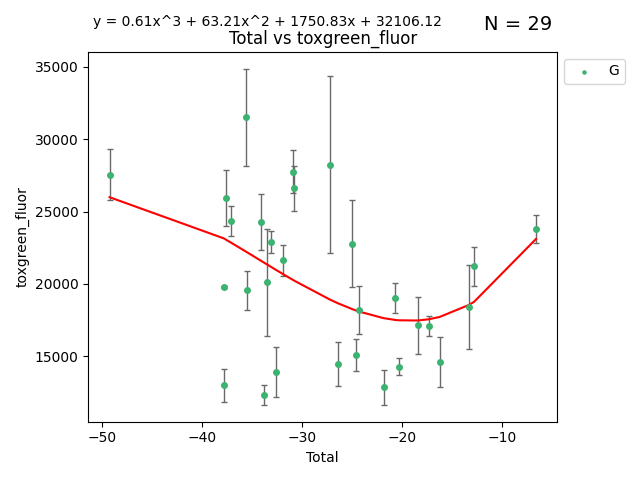 y = 0.61x^3 + 63.21x^2 + 1750.83x + 32106.12
N = 29
Total vs toxgreen_fluor
G
35000
30000
25000
20000
15000
toxgreen_fluor
−50
−40
−30
−20
−10
Total